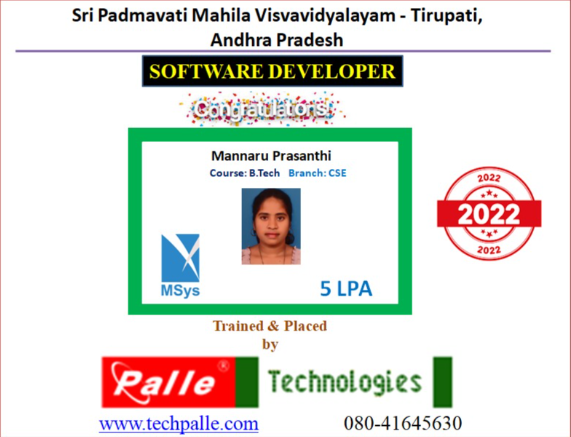 Sri Padmavati Mahila Visvavidyalayam - Tirupati,
Andhra Pradesh
SOFTWARE DEVELOPER
Congratulations!
Mannaru Prasanthi
Course: B.Tech Branch: CSE
MSys
5 LPA
2022
2022
2022
Trained & Placed
by
Palle® Technologies
www.techpalle.com 080-41645630